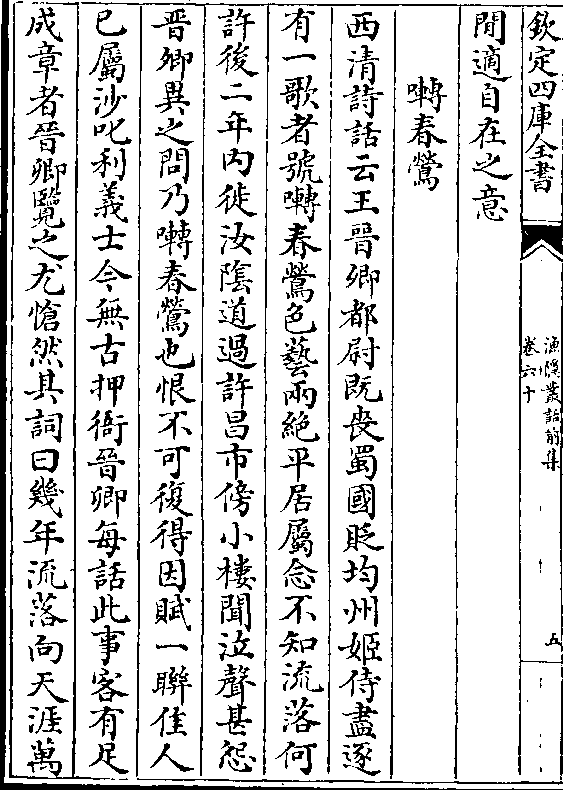 欽定四庫全書
漁隱叢話前集
卷六十
五
閒適自在之意
囀春鶯
西清詩話云王晉卿都尉既喪蜀國貶均州姬侍盡逐
有一歌者號囀春鶯色藝兩絶平居屬念不知流落何
許後二年内徙汝隂道過許昌市傍小樓聞泣聲甚怨
晉卿異之問乃囀春鶯也恨不可復得因賦一聯佳人
已屬沙叱利義士今無古押衙晉卿每話此事客有足
成章者晉卿覽之尤愴然其詞曰幾年流落向天涯萬